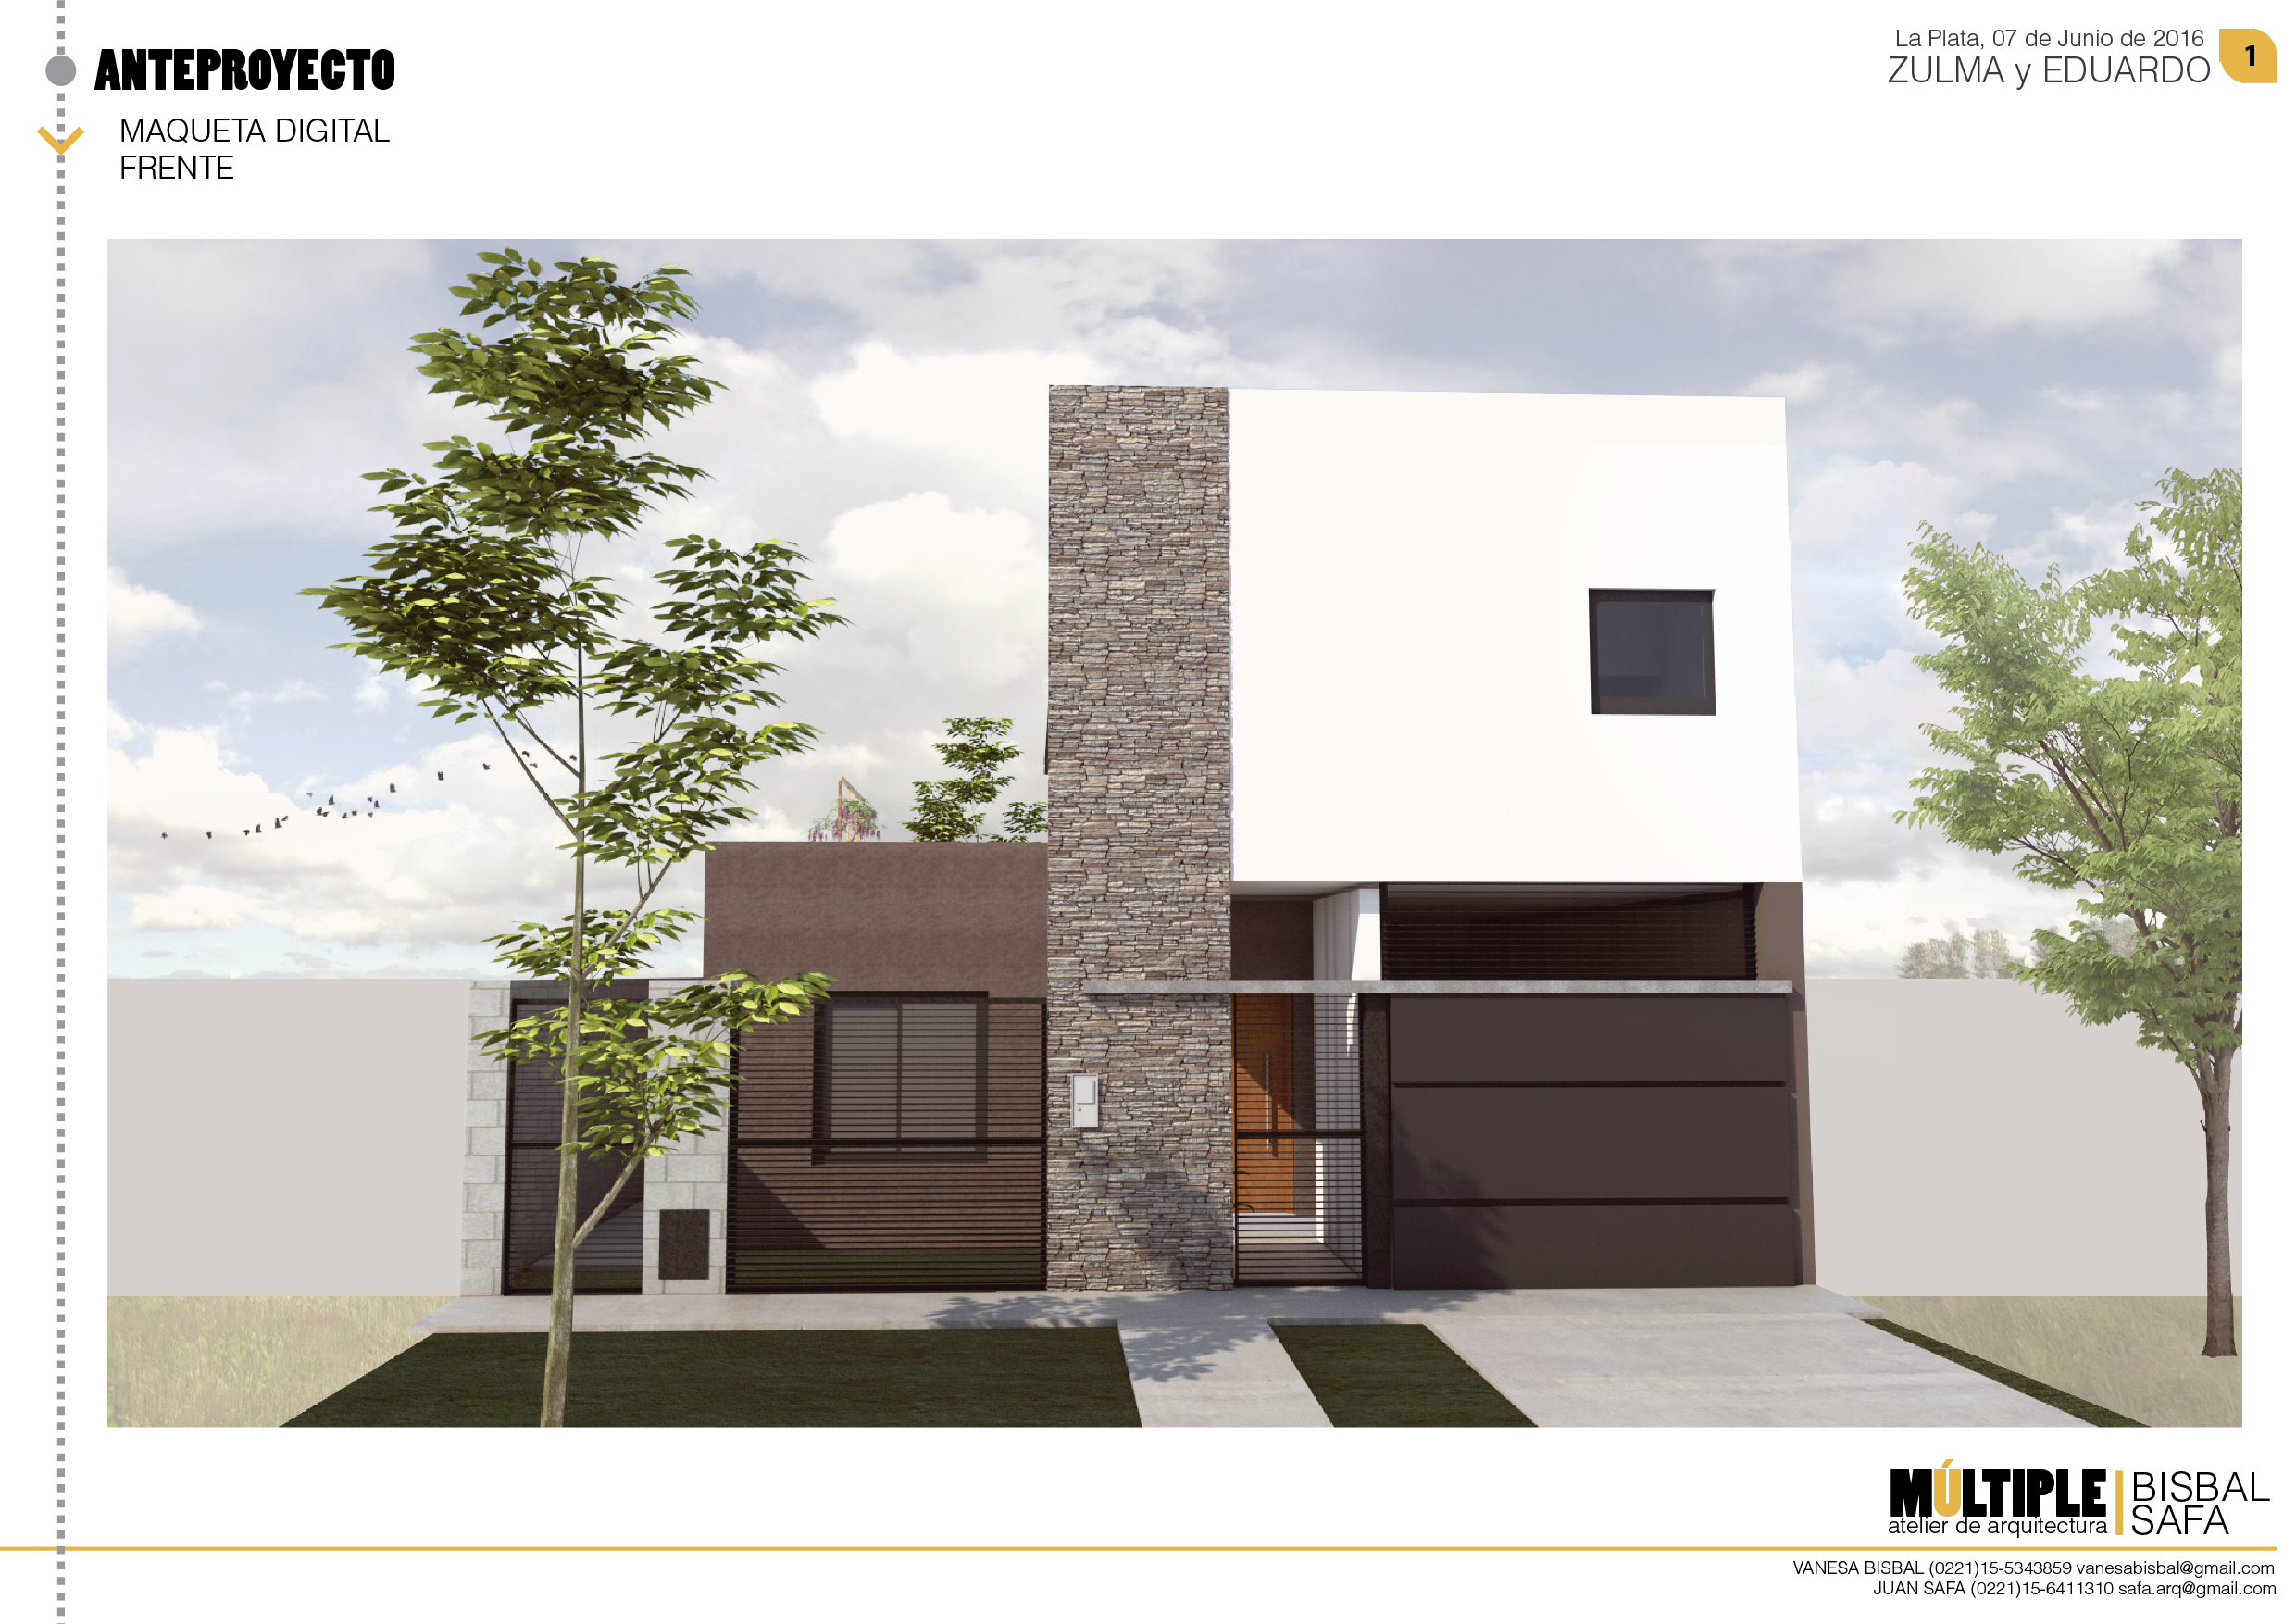 ANTEPROYECTO
MAQUETA DIGITAL
FRENTE
La Plata, 07 de Junio de 2016
ZULMA y EDUARDO
1
MÚLTIPLE
atelier de arquitectura
BISBAL
SAFA
VANESA BISBAL (0221)15-5343859 vanesabisbal@gmail.com
JUAN SAFA (0221)15-6411310 safa.arq@gmail.com